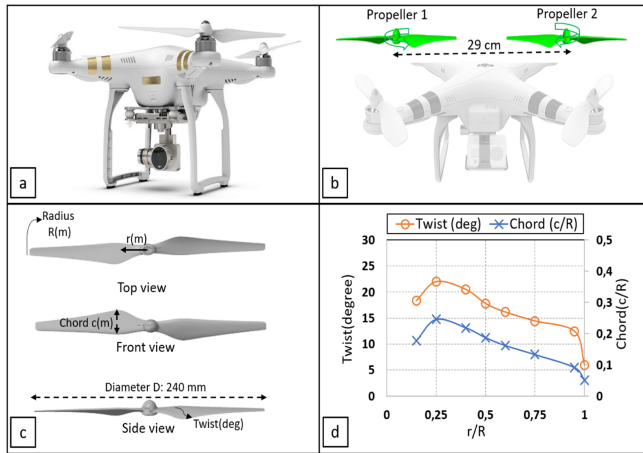 a
Propeller 1
Propeller 2
29 cm
b
Radius
R(m)
r(m)
Top view
Chord c(m)
Front view
Diameter D: 240 mm
Side view
Twist(deg)
c
Twist (deg)
Chord (c/R)
30
25
20
15
10
5
0
Twist(degree)
0,5
0,4
0,3
0,2
0,1
0
Chord(c/R)
0
0,25
0,5
0,75
1
r/R
d